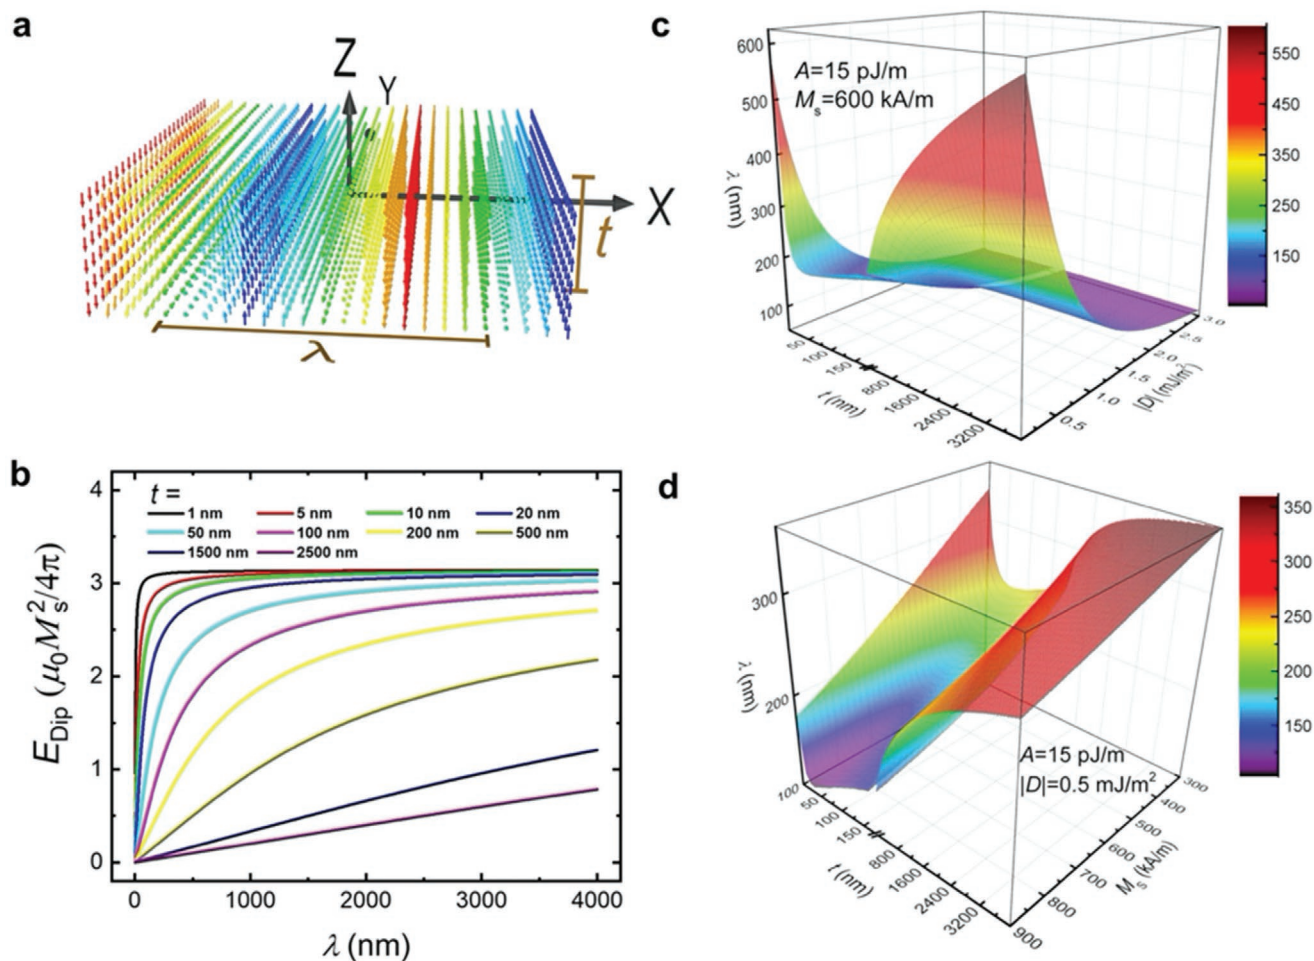 a
Z
Y
X
t
λ
b
t =
1 nm 5 nm 10 nm 20 nm
50 nm 100 nm 200 nm 500 nm
1500 nm 2500 nm
4
3
2
1
0
E_Dip (μ₀M_s²/4π)
0 1000 2000 3000 4000
λ (nm)
c
A=15 pJ/m
M_s=600 kA/m
600
500
400
300
200
100
λ (nm)
50 100 150 800 1600 2400 3200
t (nm)
0.5 1.0 1.5 2.0 2.5 3.0
|D| (mJ/m²)
550
450
350
250
150
50
d
A=15 pJ/m
|D|=0.5 mJ/m²
300
200
100
λ (nm)
50 100 150 800 1600 2400 3200
t (nm)
900 800 700 600 500 400 300
M_s (kA/m)
350
300
250
200
150